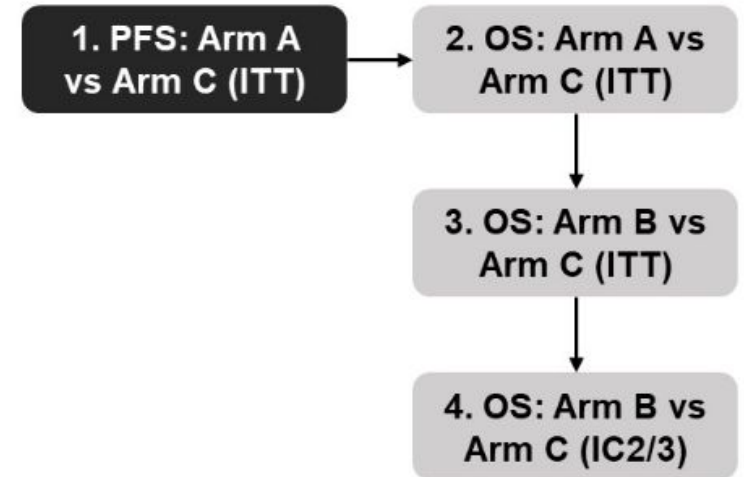 1. PFS: Arm A
vs Arm C (ITT)
2. OS: Arm A vs
Arm C (ITT)
3. OS: Arm B vs
Arm C (ITT)
4. OS: Arm B vs
Arm C (IC2/3)